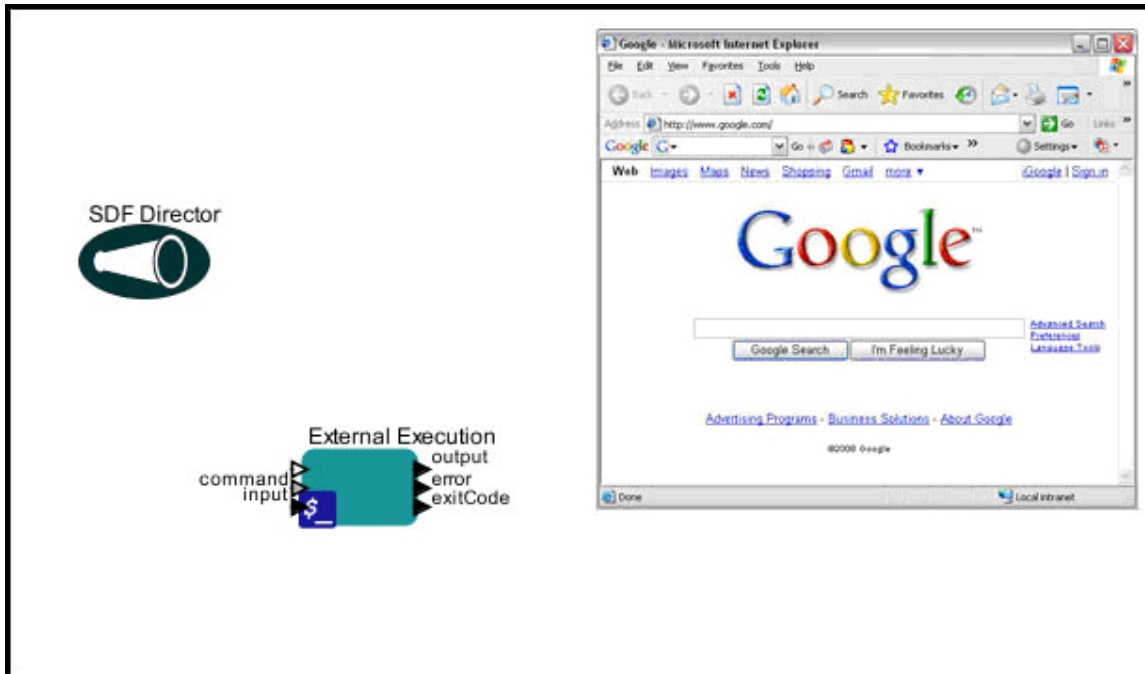 SDF Director
External Execution
command
input
$_
output
error
exitCode
Google - Microsoft Internet Explorer
File Edit View Favorites Tools Help
Back Search Favorites
Address http://www.google.com/ Go Links
Google G Go Bookmarks Settings
Web Images Maps News Shopping Gmail more iGoogle | Sign in
Google™
Advanced Search
Preferences
Language Tools
Google Search I'm Feeling Lucky
Advertising Programs - Business Solutions - About Google
©2008 Google
Done Local intranet